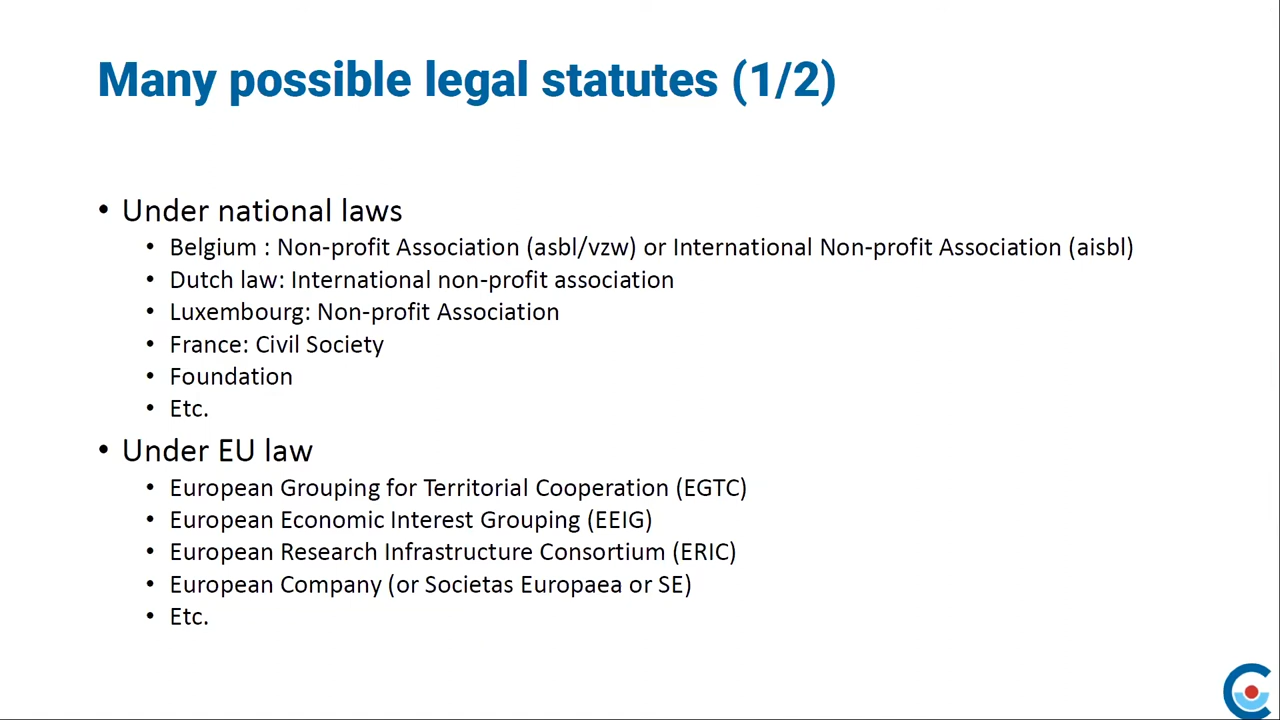 Many possible legal statutes (1/2)
• Under national laws
• Belgium : Non-profit Association (asbl/vzw) or International Non-profit Association (aisbl)
• Dutch law: International non-profit association
• Luxembourg: Non-profit Association
• France: Civil Society
• Foundation
• Etc.
• Under EU law
• European Grouping for Territorial Cooperation (EGTC)
• European Economic Interest Grouping (EEIG)
• European Research Infrastructure Consortium (ERIC)
• European Company (or Societas Europaea or SE)
• Etc.